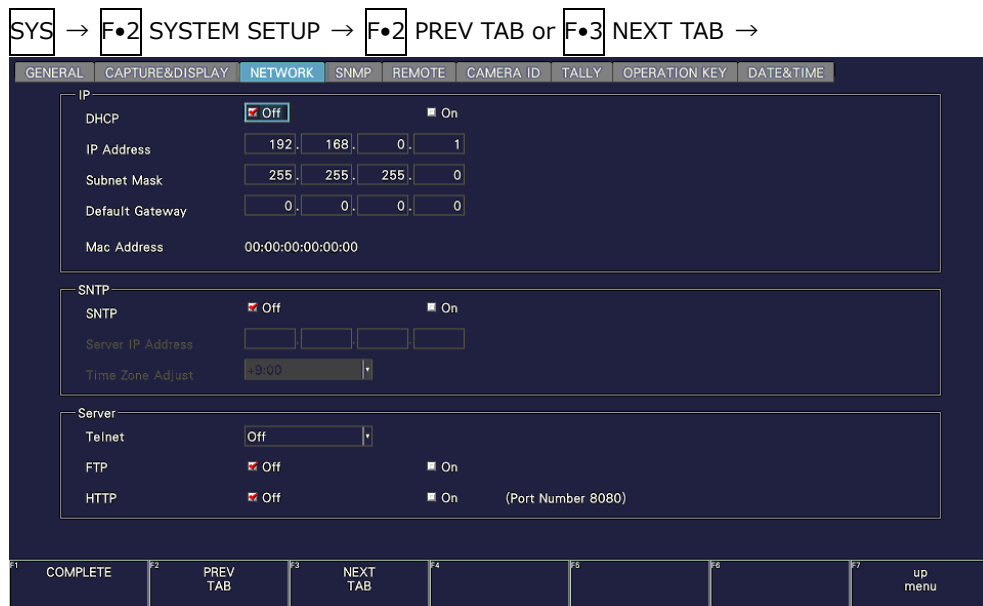 SYS → F•2 SYSTEM SETUP → F•2 PREV TAB or F•3 NEXT TAB →
GENERAL CAPTURE&DISPLAY NETWORK SNMP REMOTE CAMERA ID TALLY OPERATION KEY DATE&TIME
IP
DHCP Off On
IP Address 192. 168. 0. 1
Subnet Mask 255. 255. 255. 0
Default Gateway 0. 0. 0. 0
Mac Address 00:00:00:00:00:00
SNTP
SNTP Off On
Server IP Address . . .
Time Zone Adjust +9:00
Server
Telnet Off
FTP Off On
HTTP Off On (Port Number 8080)
F1 COMPLETE F2 PREV TAB F3 NEXT TAB F4 F5 F6 F7 up menu